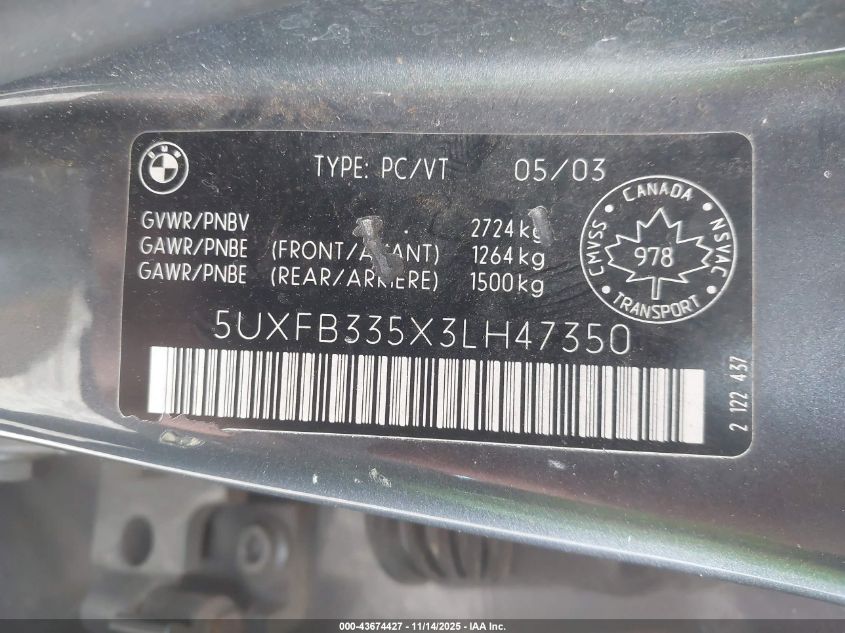 BMW
TYPE: PC/VT 05/03
GVWR/PNBV 2724 kg
GAWR/PNBE (FRONT/AVANT) 1264 kg
GAWR/PNBE (REAR/ARRIERE) 1500 kg
CANADA
CMVSS 978 NSVAC
TRANSPORT
5UXFB335X3LH47350
2 122 437
000-43674427 - 11/14/2025 - IAA Inc.